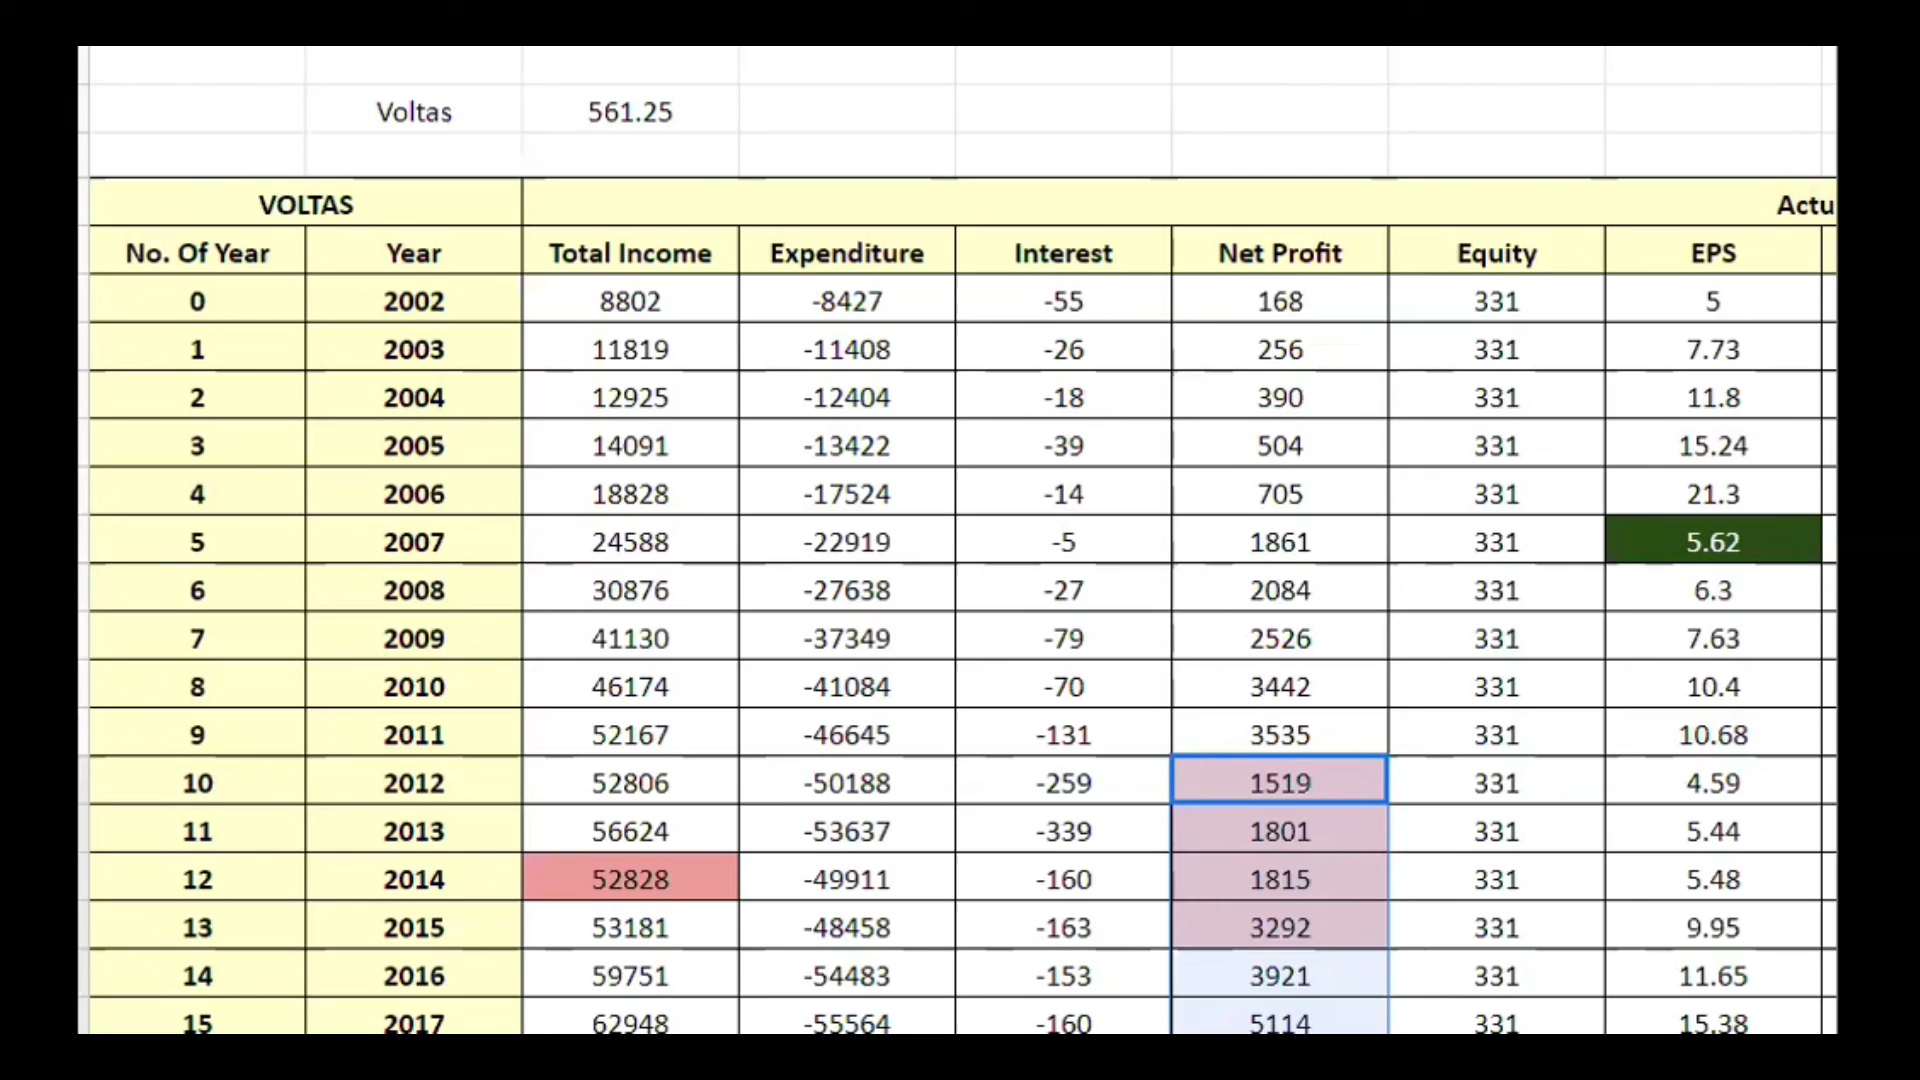 Voltas 561.25
VOLTAS Actu
No. Of Year Year Total Income Expenditure Interest Net Profit Equity EPS
0 2002 8802 -8427 -55 168 331 5
1 2003 11819 -11408 -26 256 331 7.73
2 2004 12925 -12404 -18 390 331 11.8
3 2005 14091 -13422 -39 504 331 15.24
4 2006 18828 -17524 -14 705 331 21.3
5 2007 24588 -22919 -5 1861 331 5.62
6 2008 30876 -27638 -27 2084 331 6.3
7 2009 41130 -37349 -79 2526 331 7.63
8 2010 46174 -41084 -70 3442 331 10.4
9 2011 52167 -46645 -131 3535 331 10.68
10 2012 52806 -50188 -259 1519 331 4.59
11 2013 56624 -53637 -339 1801 331 5.44
12 2014 52828 -49911 -160 1815 331 5.48
13 2015 53181 -48458 -163 3292 331 9.95
14 2016 59751 -54483 -153 3921 331 11.65
15 2017 62948 -55564 -160 5114 331 15.38